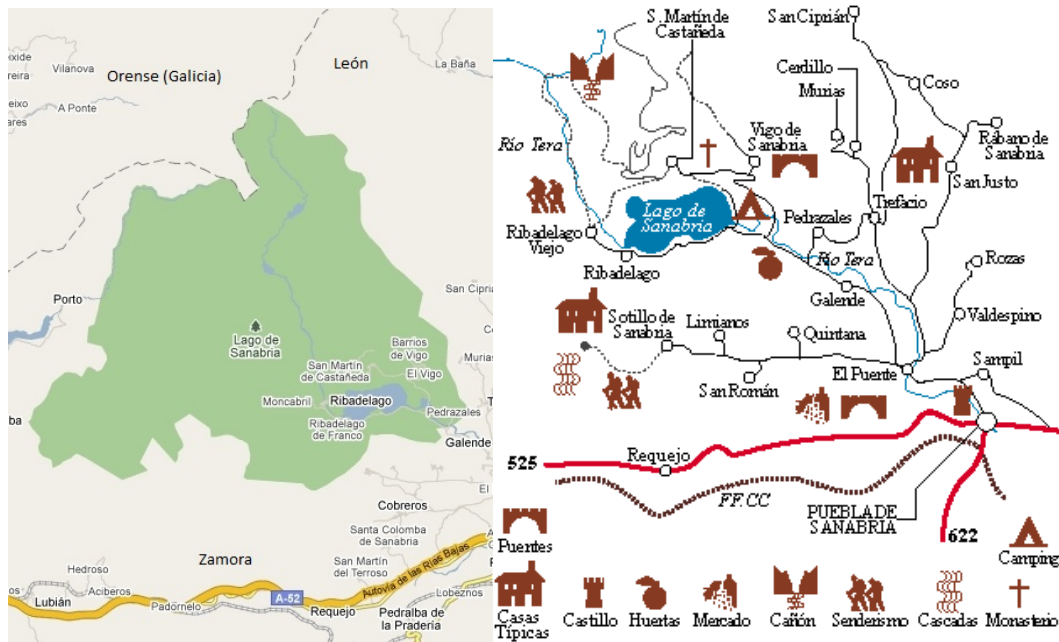 Orense (Galicia)
León
eixide
reira
Vilanova
La Baña
A Ponte
eixo
ares
Porto
San Cipria
Lago de
Sanabria
Barrios
de Vigo
Murias
San Martín
de Castañeda
El Vigo
Moncabril
Ribadelago
Pedrazales
T
ba
Ribadelago
de Franco
Galende
El
Cobreros
Santa Colomba
de Sanabria
Zamora
San Martín
del Terroso
Autovía de las Rías Bajas
A
Hedroso
Aciberos
Lubián
Padornelo
A-52
Requejo
Lobeznos
Pedralba de
la Pradería
S. Martín de
Castañeda
San Ciprián
Cerdillo
Murias
Coso
Río Tera
Vigo de
Sanabria
Rábano de
Sanabria
San Justo
Lago de
Sanabria
Pedrazales
Trefacio
Ribadelago
Viejo
Ribadelago
Río Tera
Rozas
Galende
Sotillo de
Sanabria
Limianos
Quintana
Valdespino
San Román
El Puente
Sampil
525
Requejo
FF.CC
PUEBLA DE
SANABRIA
622
Puentes
Camping
Casas
Típicas
Castillo
Huertas
Mercado
Cañón
Senderismo
Cascadas
Monasterio